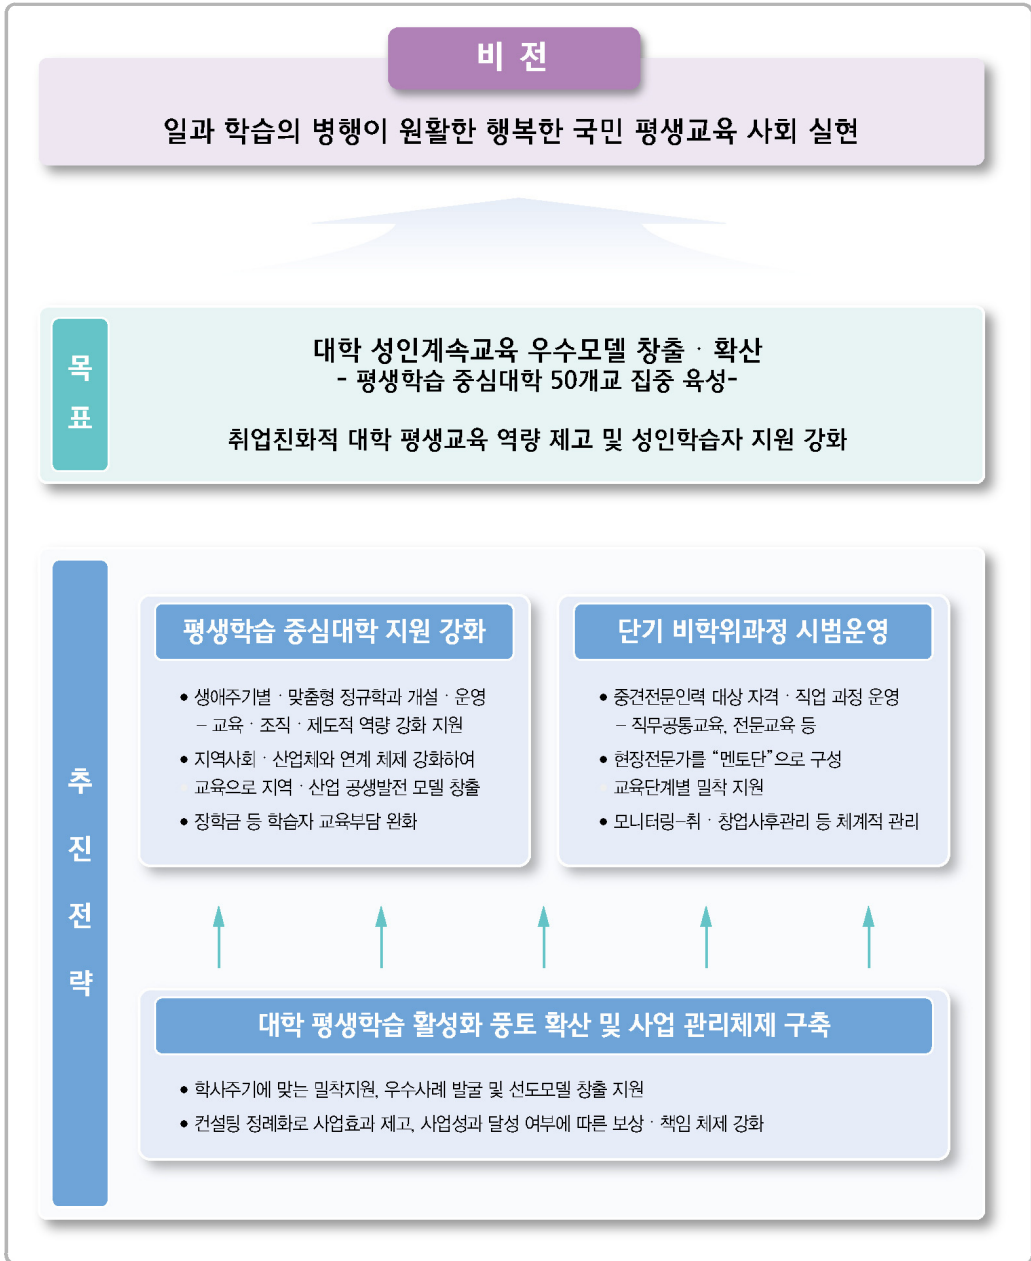 비 전
일과 학습의 병행이 원활한 행복한 국민 평생교육 사회 실현
목
표
대학 성인계속교육 우수모델 창출 · 확산
- 평생학습 중심대학 50개교 집중 육성-
취업친화적 대학 평생교육 역량 제고 및 성인학습자 지원 강화
추
진
전
략
평생학습 중심대학 지원 강화
• 생애주기별 · 맞춤형 정규학과 개설 · 운영
– 교육 · 조직 · 제도적 역량 강화 지원
• 지역사회 · 산업체와 연계 체제 강화하여
교육으로 지역 · 산업 공생발전 모델 창출
• 장학금 등 학습자 교육부담 완화
단기 비학위과정 시범운영
• 중견전문인력 대상 자격 · 직업 과정 운영
– 직무공통교육, 전문교육 등
• 현장전문가를 “멘토단”으로 구성
교육단계별 밀착 지원
• 모니터링–취 · 창업사후관리 등 체계적 관리
대학 평생학습 활성화 풍토 확산 및 사업 관리체제 구축
• 학사주기에 맞는 밀착지원, 우수사례 발굴 및 선도모델 창출 지원
• 컨설팅 정례화로 사업효과 제고, 사업성과 달성 여부에 따른 보상 · 책임 체제 강화